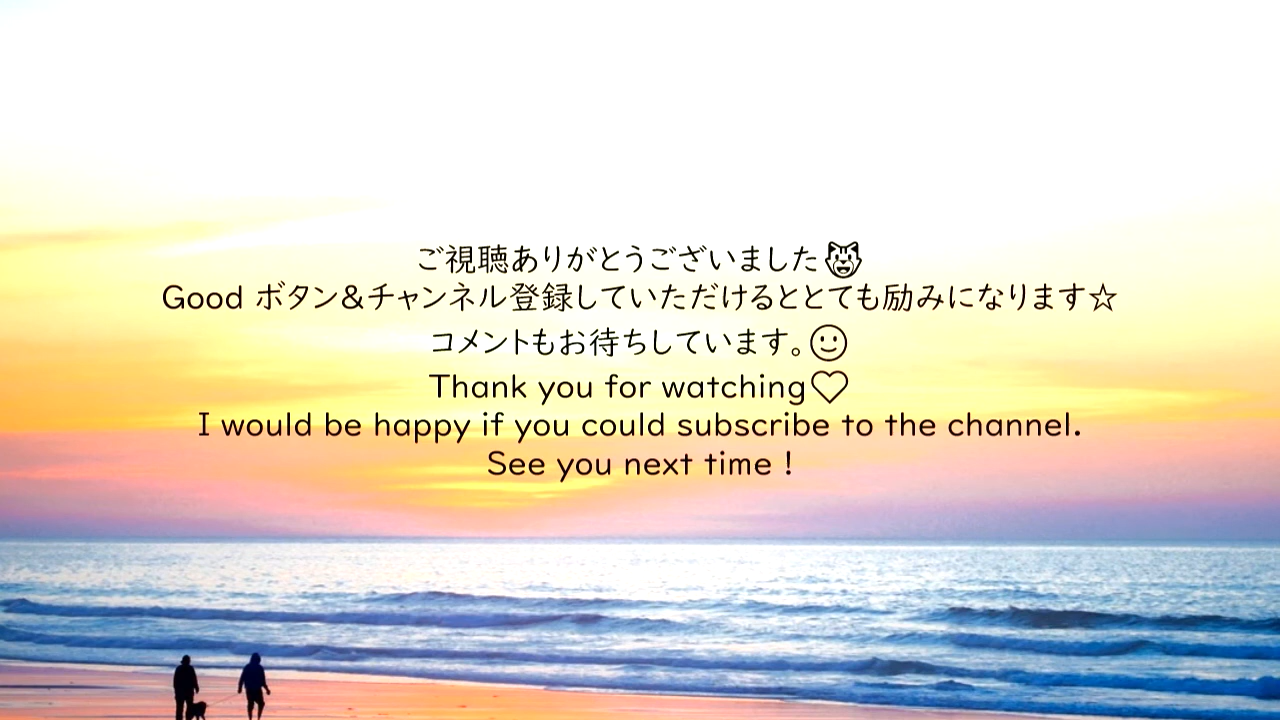 ご視聴ありがとうございました😺
Good ボタン&チャンネル登録していただけるととても励みになります☆
コメントもお待ちしています。☺
Thank you for watching♡
I would be happy if you could subscribe to the channel.
See you next time !